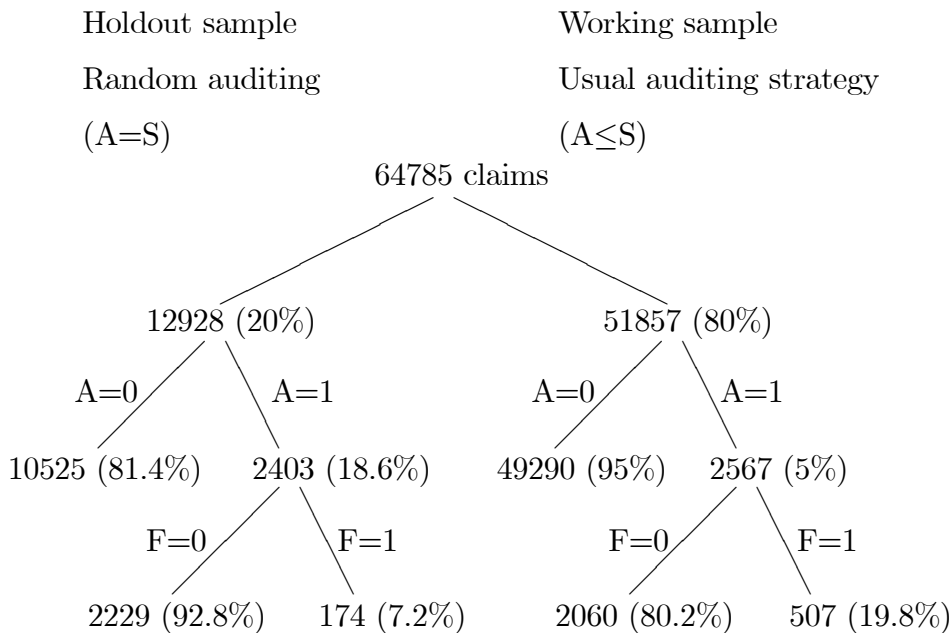 Holdout sample Working sample
Random auditing Usual auditing strategy
(A=S) (A≤S)
64785 claims
12928 (20%) 51857 (80%)
A=0 A=1 A=0 A=1
10525 (81.4%) 2403 (18.6%) 49290 (95%) 2567 (5%)
F=0 F=1 F=0 F=1
2229 (92.8%) 174 (7.2%) 2060 (80.2%) 507 (19.8%)